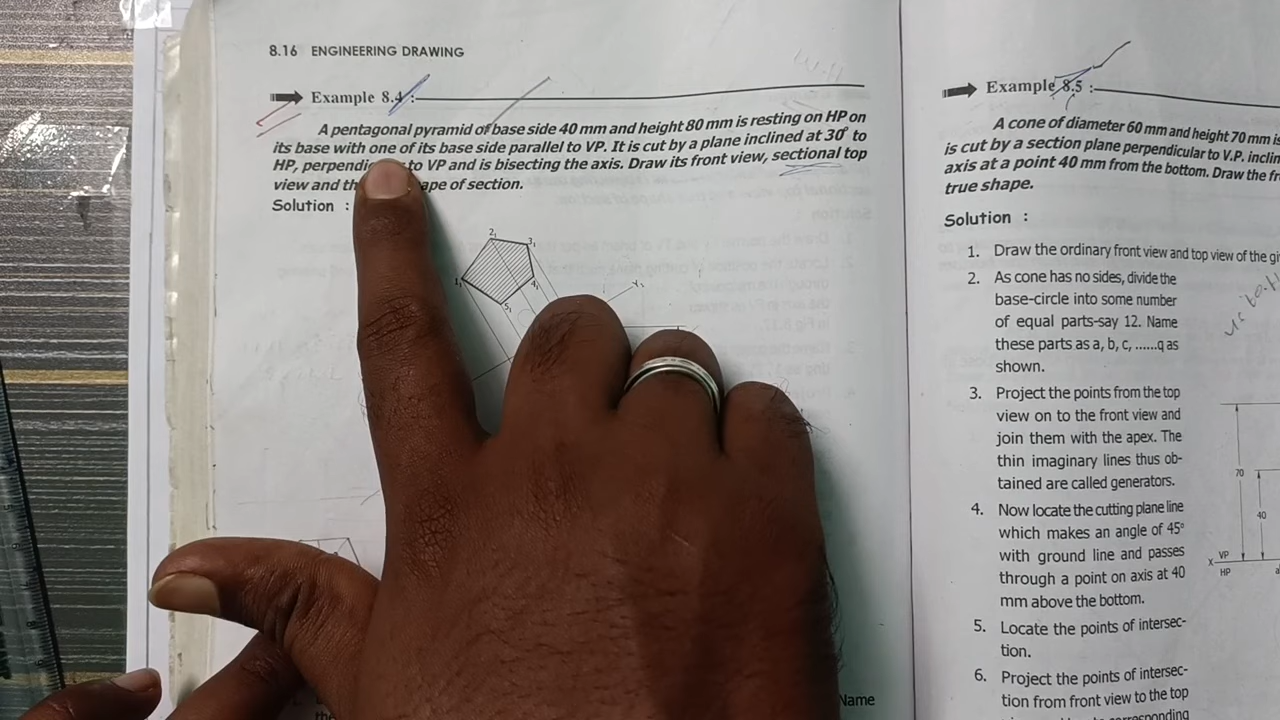 8.16 ENGINEERING DRAWING
Example 8.4 :
A pentagonal pyramid of base side 40 mm and height 80 mm is resting on HP on
its base with one of its base side parallel to VP. It is cut by a plane inclined at 30° to
HP, to VP and is bisecting the axis. Draw its front view, sectional top
view and of section.
Solution :
2₁
3₁
1₁
4₁
5₁
Name
Example 8.5 :
A cone of diameter 60 mm and height 70 mm is
is cut by a section plane perpendicular to V.P.
axis at a point 40 mm from the bottom. Draw the
true shape.
Solution :
1. Draw the ordinary front view and top view of the
2. As cone has no sides, divide the
base-circle into some number
of equal parts-say 12. Name
these parts as a, b, c, ......q as
shown.
3. Project the points from the top
view on to the front view and
join them with the apex. The
thin imaginary lines thus ob-
tained are called generators.
4. Now locate the cutting plane line
which makes an angle of 45°
with ground line and passes
through a point on axis at 40
mm above the bottom.
5. Locate the points of intersec-
tion.
6. Project the points of intersec-
tion from front view to the top
corresponding
70
40
X
VP
HP